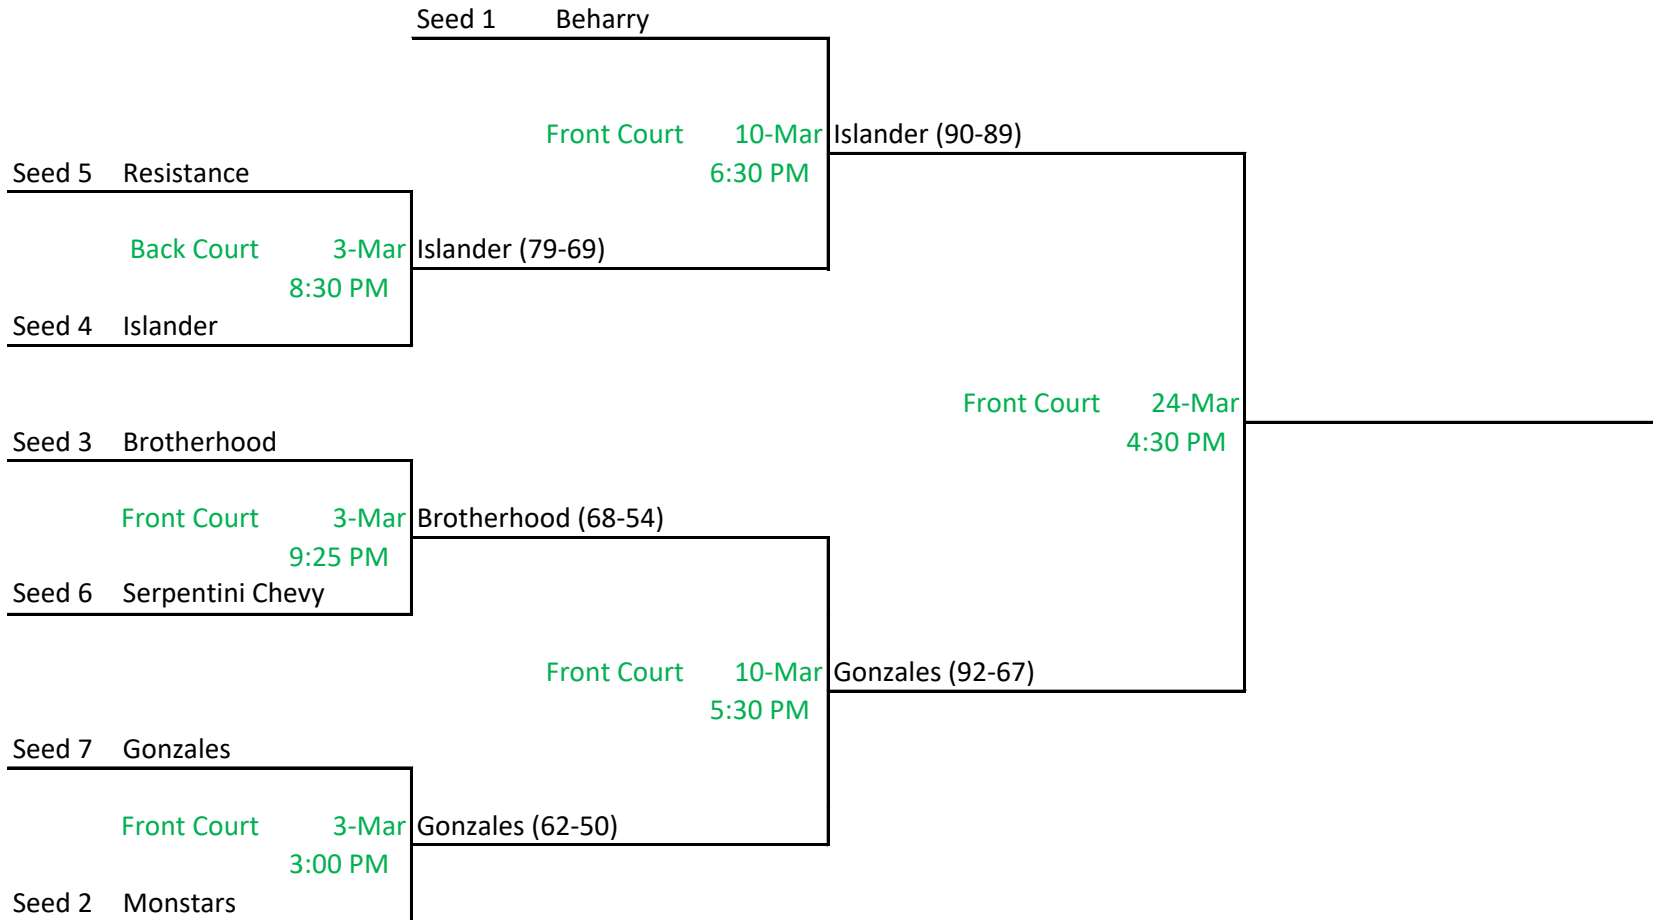 Seed 1 Beharry
Front Court 10-Mar Islander (90-89)
Seed 5 Resistance 6:30 PM
Back Court 3-Mar Islander (79-69)
8:30 PM
Seed 4 Islander
Front Court 24-Mar
Seed 3 Brotherhood 4:30 PM
Front Court 3-Mar Brotherhood (68-54)
9:25 PM
Seed 6 Serpentini Chevy
Front Court 10-Mar Gonzales (92-67)
5:30 PM
Seed 7 Gonzales
Front Court 3-Mar Gonzales (62-50)
3:00 PM
Seed 2 Monstars